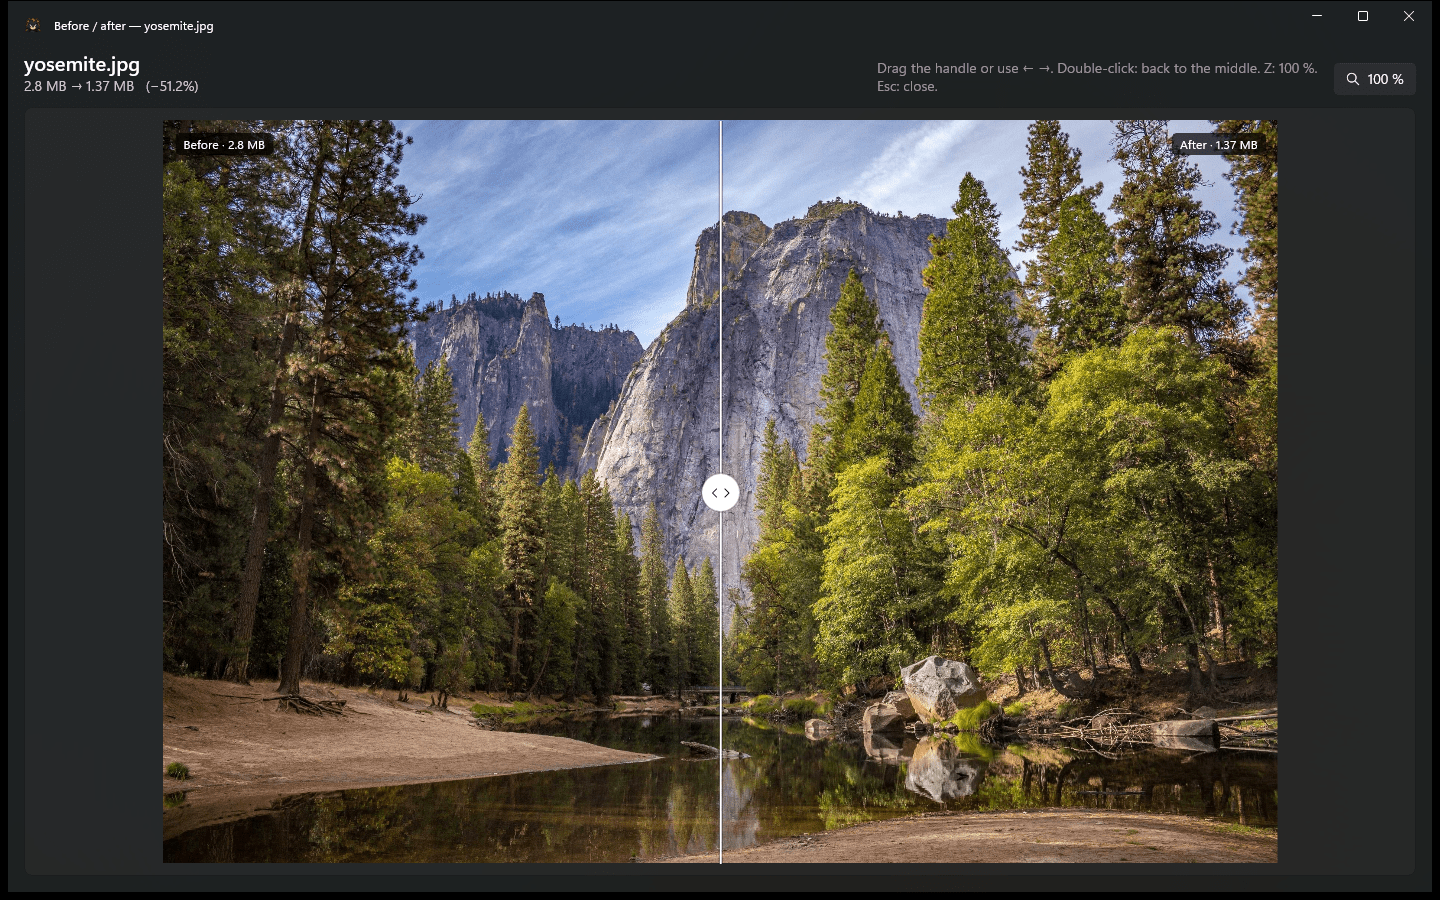 Before / after — yosemite.jpg
yosemite.jpg
2.8 MB → 1.37 MB (−51.2%)
Drag the handle or use ← →. Double-click: back to the middle. Z: 100 %.
Esc: close.
100 %
Before · 2.8 MB
After · 1.37 MB